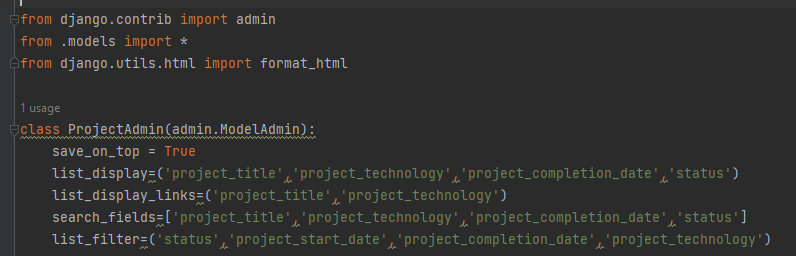 from django.contrib import admin
from .models import *
from django.utils.html import format_html
1 usage
class ProjectAdmin(admin.ModelAdmin):
    save_on_top = True
    list_display=('project_title','project_technology','project_completion_date','status')
    list_display_links=('project_title','project_technology')
    search_fields=['project_title','project_technology','project_completion_date','status']
    list_filter=('status','project_start_date','project_completion_date','project_technology')